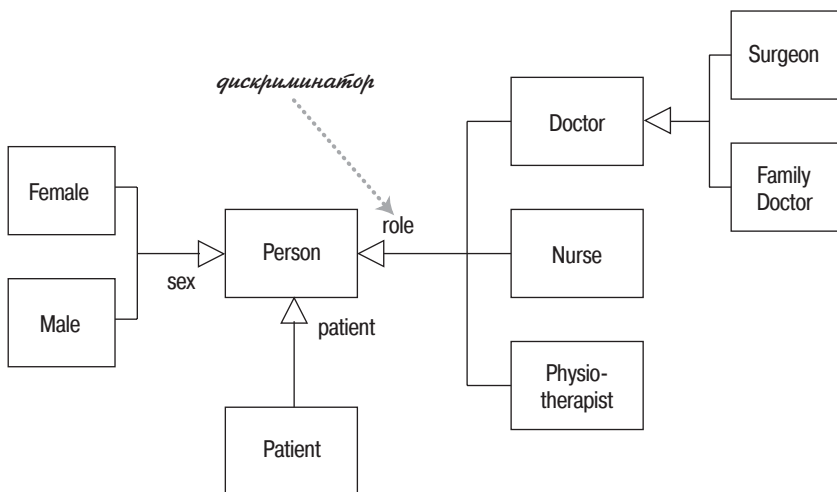 Surgeon
дискриминатор
Doctor
Female
Family
Doctor
role
Person
Nurse
sex
Male
patient
Physio-
therapist
Patient